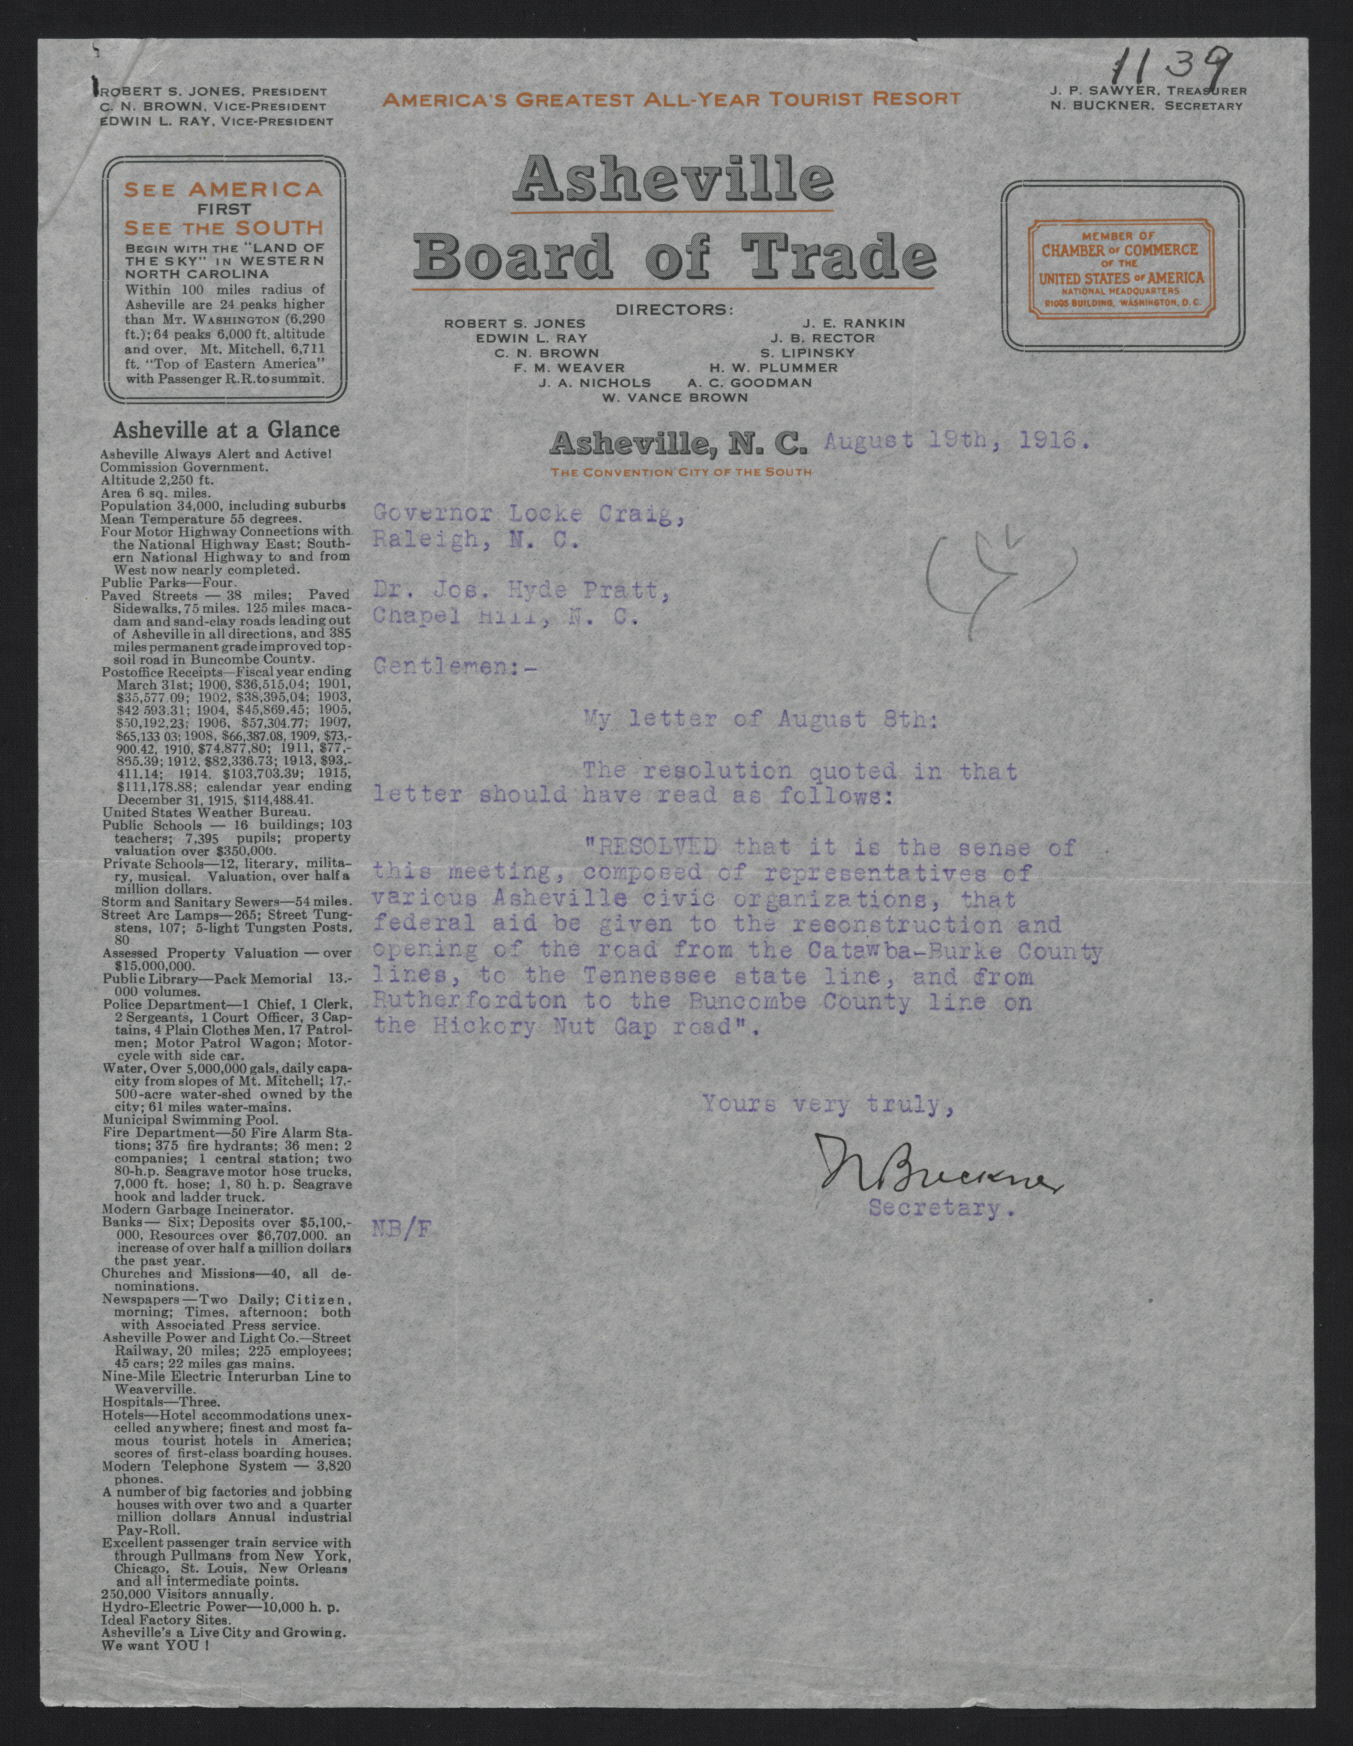 1139
ROBERT S. JONES, PRESIDENT
C. N. BROWN, VICE-PRESIDENT
EDWIN L. RAY, VICE-PRESIDENT
AMERICA'S GREATEST ALL-YEAR TOURIST RESORT
J. P. SAWYER, TREASURER
N. BUCKNER, SECRETARY
SEE AMERICA
FIRST
SEE THE SOUTH
BEGIN WITH THE "LAND OF
THE SKY" IN WESTERN
NORTH CAROLINA
Within 100 miles radius of
Asheville are 24 peaks higher
than MT. WASHINGTON (6,290
ft.); 64 peaks 6,000 ft. altitude
and over. Mt. Mitchell, 6,711
ft. "Top of Eastern America"
with Passenger R.R. to summit.
Asheville
Board of Trade
DIRECTORS:
ROBERT S. JONES J. E. RANKIN
EDWIN L. RAY J. B. RECTOR
C. N. BROWN S. LIPINSKY
F. M. WEAVER H. W. PLUMMER
J. A. NICHOLS A. C. GOODMAN
W. VANCE BROWN
MEMBER OF
CHAMBER OF COMMERCE
OF THE
UNITED STATES OF AMERICA
NATIONAL HEADQUARTERS
RIGGS BUILDING, WASHINGTON, D. C.
Asheville, N. C. August 19th, 1916.
THE CONVENTION CITY OF THE SOUTH
Asheville at a Glance
Asheville Always Alert and Active!
Commission Government.
Altitude 2,250 ft.
Area 6 sq. miles.
Population 34,000, including suburbs
Mean Temperature 55 degrees.
Four Motor Highway Connections with
the National Highway East; South-
ern National Highway to and from
West now nearly completed.
Public Parks—Four.
Paved Streets — 38 miles; Paved
Sidewalks, 75 miles. 125 miles maca-
dam and sand-clay roads leading out
of Asheville in all directions, and 385
miles permanent grade improved top-
soil road in Buncombe County.
Postoffice Receipts—Fiscal year ending
March 31st; 1900, $36,515,04; 1901,
$35,577 09; 1902, $38,395,04; 1903,
$42 593.31; 1904, $45,869.45; 1905,
$50,192,23; 1906, $57,304.77; 1907,
$65,133 03; 1908, $66,387.08, 1909, $73,-
900.42, 1910, $74,877,80; 1911, $77,-
865.39; 1912, $82,336.73; 1913, $93,-
411.14; 1914, $103,703.39; 1915,
$111,178.88; calendar year ending
December 31, 1915, $114,488.41.
United States Weather Bureau.
Public Schools — 16 buildings; 103
teachers; 7,395 pupils; property
valuation over $350,000.
Private Schools—12, literary, milita-
ry, musical. Valuation, over half a
million dollars.
Storm and Sanitary Sewers—54 miles.
Street Arc Lamps—265; Street Tung-
stens, 107; 5-light Tungsten Posts,
80
Assessed Property Valuation — over
$15,000,000.
Public Library—Pack Memorial 13,-
000 volumes.
Police Department—1 Chief, 1 Clerk,
2 Sergeants, 1 Court Officer, 3 Cap-
tains, 4 Plain Clothes Men, 17 Patrol-
men; Motor Patrol Wagon; Motor-
cycle with side car.
Water, Over 5,000,000 gals, daily capa-
city from slopes of Mt. Mitchell; 17,-
500-acre water-shed owned by the
city; 61 miles water-mains.
Municipal Swimming Pool.
Fire Department—50 Fire Alarm Sta-
tions; 375 fire hydrants; 36 men; 2
companies; 1 central station; two
80-h.p. Seagrave motor hose trucks,
7,000 ft. hose; 1, 80 h. p. Seagrave
hook and ladder truck.
Modern Garbage Incinerator.
Banks— Six; Deposits over $5,100,-
000, Resources over $6,707,000. an
increase of over half a million dollars
the past year.
Churches and Missions—40, all de-
nominations.
Newspapers—Two Daily; Citizen,
morning; Times, afternoon; both
with Associated Press service.
Asheville Power and Light Co.—Street
Railway, 20 miles; 225 employees;
45 cars; 22 miles gas mains.
Nine-Mile Electric Interurban Line to
Weaverville.
Hospitals—Three.
Hotels—Hotel accommodations unex-
celled anywhere; finest and most fa-
mous tourist hotels in America;
scores of first-class boarding houses.
Modern Telephone System — 3,820
phones.
A number of big factories and jobbing
houses with over two and a quarter
million dollars Annual industrial
Pay-Roll.
Excellent passenger train service with
through Pullmans from New York,
Chicago, St. Louis, New Orleans
and all intermediate points.
250,000 Visitors annually.
Hydro-Electric Power—10,000 h. p.
Ideal Factory Sites.
Asheville's a Live City and Growing.
We want YOU !
Governor Locke Craig,
Raleigh, N. C.
Dr. Jos. Hyde Pratt,
Chapel Hill, N. C.
Gentlemen:-
My letter of August 8th:
The resolution quoted in that
letter should have read as follows:
"RESOLVED that it is the sense of
this meeting, composed of representatives of
various Asheville civic organizations, that
federal aid be given to the reconstruction and
opening of the road from the Catawba-Burke County
lines, to the Tennessee state line, and from
Rutherfordton to the Buncombe County line on
the Hickory Nut Gap road".
Yours very truly,
N Buckner
Secretary.
NB/F